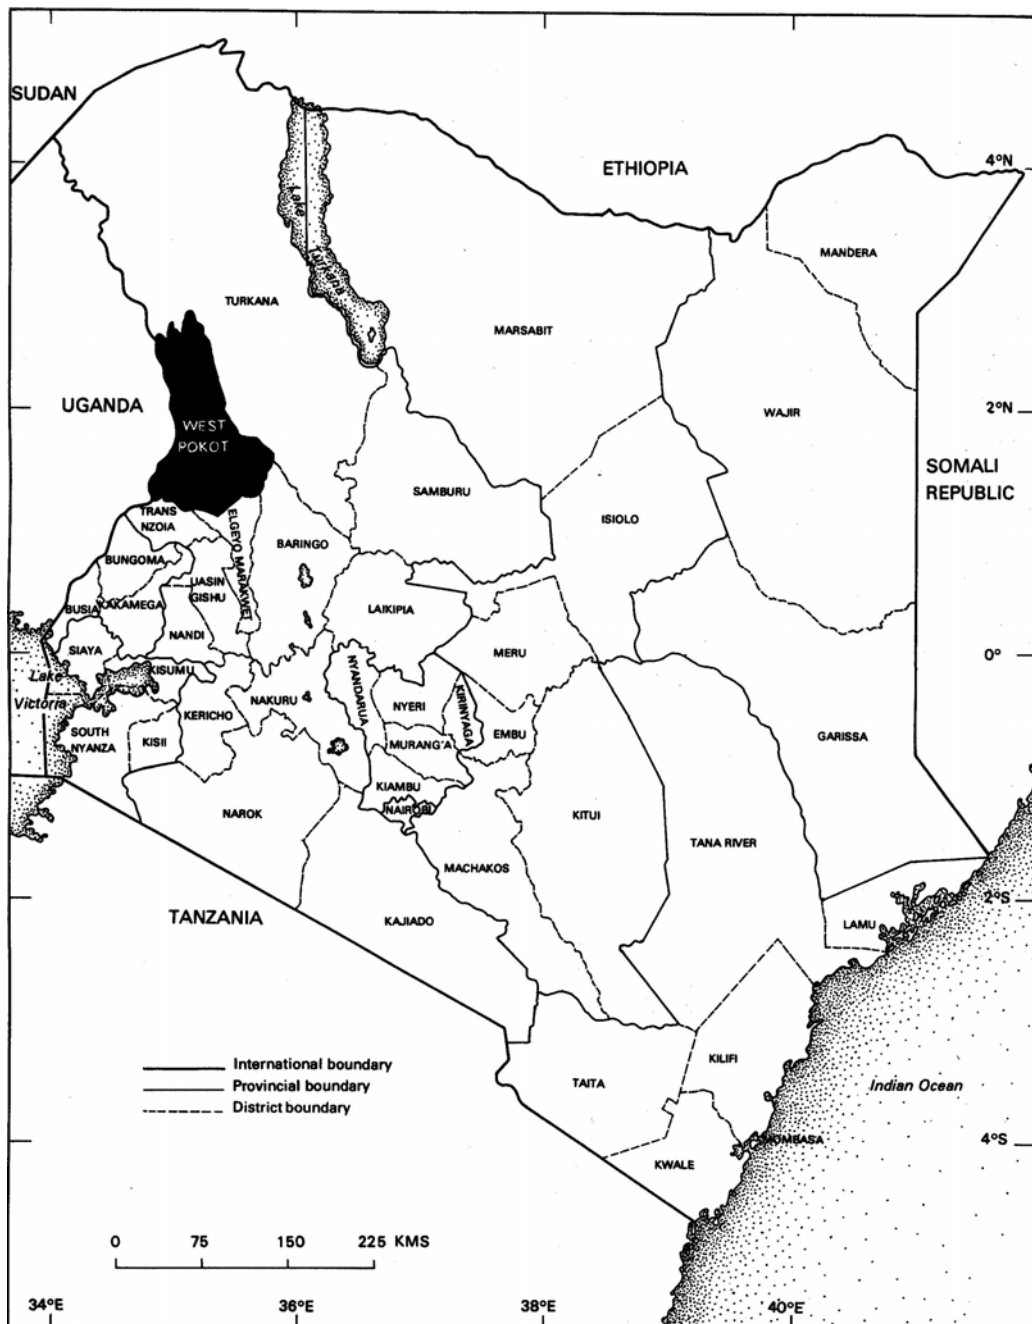 SUDAN
ETHIOPIA
4°N
MANDERA
Lake
Turkana
TURKANA
MARSABIT
UGANDA
2°N
WAJIR
WEST
POKOT
SOMALI
REPUBLIC
SAMBURU
ISIOLO
TRANS
NZOIA
ELGEYO MARAKWET
BARINGO
BUNGOMA
UASIN
GISHU
BUSIA
KAKAMEGA
LAIKIPIA
NANDI
SIAYA
MERU
0°
Lake
Victoria
KISUMU
NYANDARUA
NAKURU
KERICHO
NYERI
KIRINYAGA
SOUTH
NYANZA
KISII
EMBU
GARISSA
MURANG'A
KIAMBU
NAIROBI
NAROK
KITUI
TANA RIVER
MACHAKOS
TANZANIA
KAJIADO
LAMU
2°S
International boundary
Provincial boundary
District boundary
KILIFI
TAITA
Indian Ocean
MOMBASA
4°S
KWALE
0 75 150 225 KMS
34°E 36°E 38°E 40°E